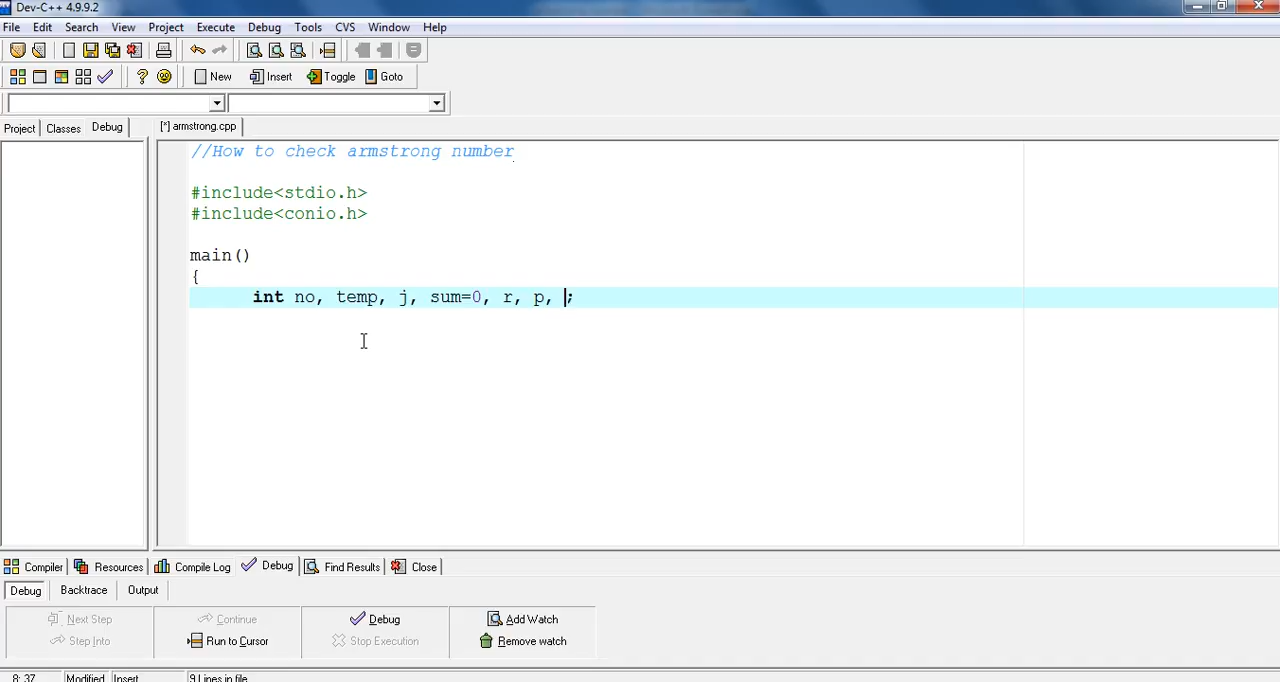 Dev-C++ 4.9.9.2
File Edit Search View Project Execute Debug Tools CVS Window Help
New Insert Toggle Goto
Project Classes Debug [*] armstrong.cpp
//How to check armstrong number
#include<stdio.h>
#include<conio.h>
main()
{
int no, temp, j, sum=0, r, p, ;
Compiler Resources Compile Log Debug Find Results Close
Debug Backtrace Output
Next Step Continue Debug Add Watch
Step Into Run to Cursor Stop Execution Remove watch
8: 37 Modified Insert 9 Lines in file